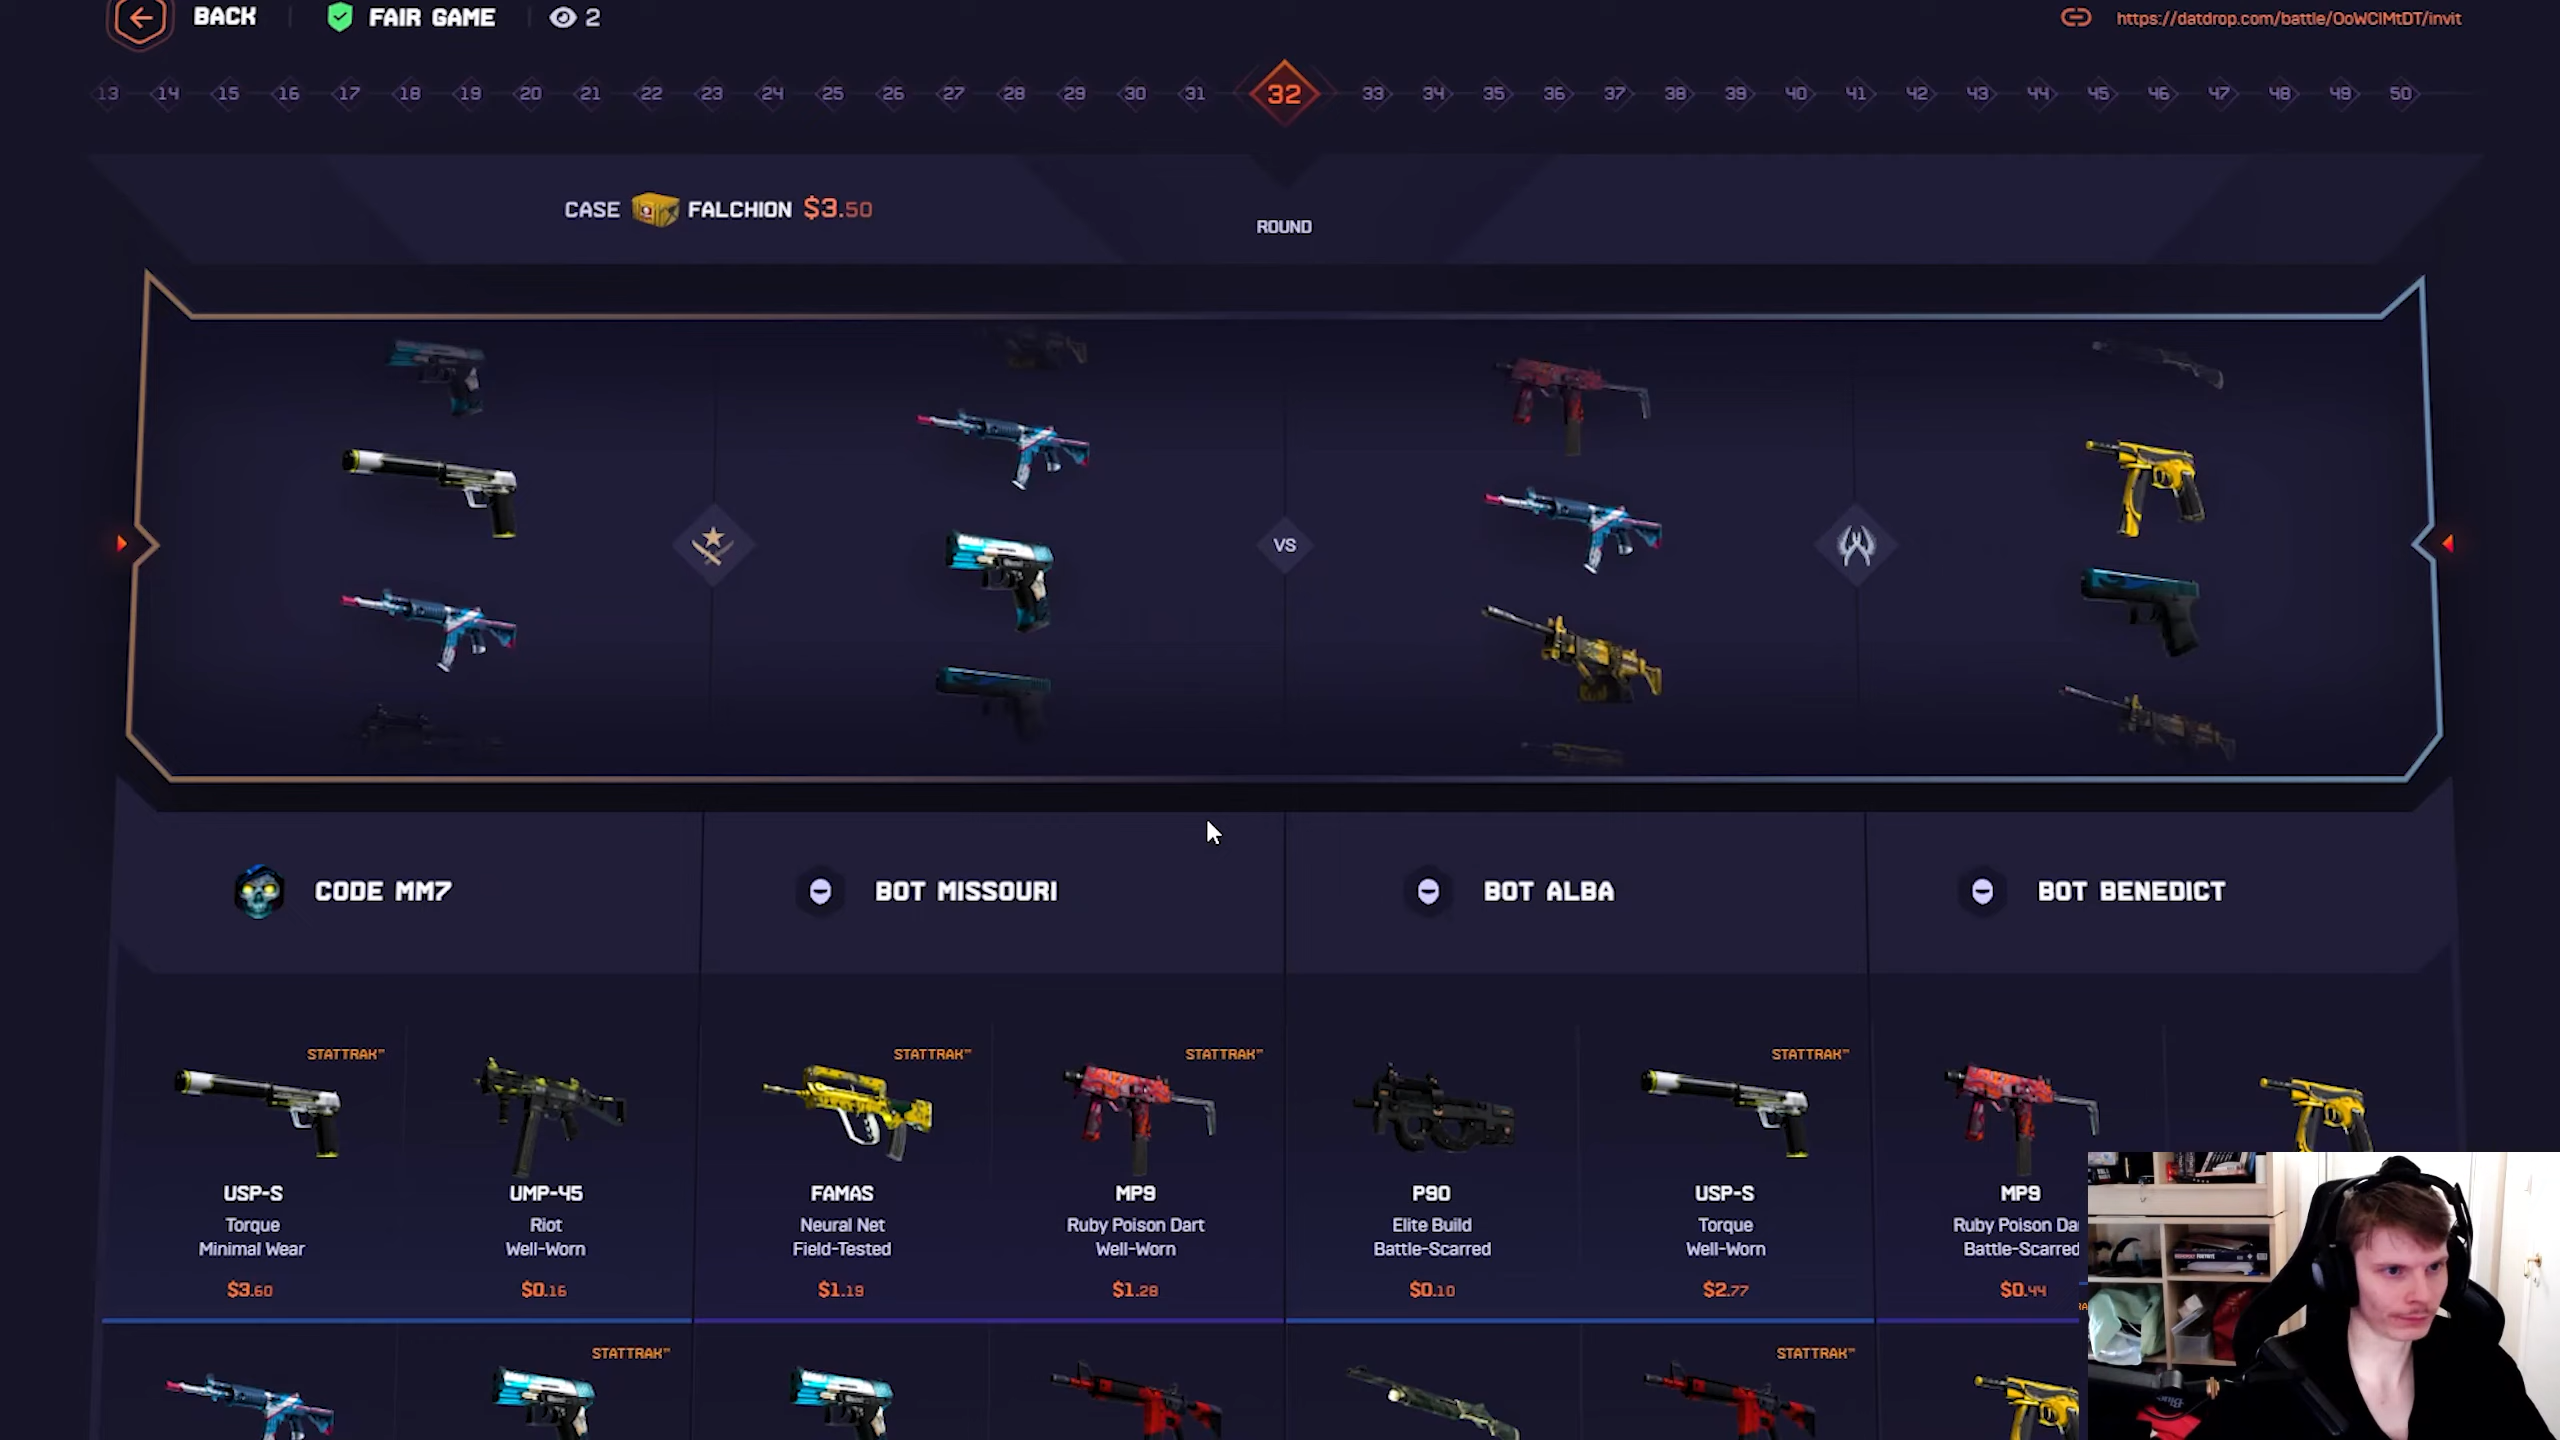 BACK
FAIR GAME
2
https://datdrop.com/battle/OoWClMtDT/invit
13 14 15 16 17 18 19 20 21 22 23 24 25 26 27 28 29 30 31 32 33 34 35 36 37 38 39 40 41 42 43 44 45 46 47 48 49 50
CASE FALCHION $3.50
ROUND
VS
CODE MM7
BOT MISSOURI
BOT ALBA
BOT BENEDICT
STATTRAK™
USP-S
Torque
Minimal Wear
$3.60
UMP-45
Riot
Well-Worn
$0.16
STATTRAK™
FAMAS
Neural Net
Field-Tested
$1.19
STATTRAK™
MP9
Ruby Poison Dart
Well-Worn
$1.28
P90
Elite Build
Battle-Scarred
$0.10
STATTRAK™
USP-S
Torque
Well-Worn
$2.77
MP9
Ruby Poison Da
Battle-Scarred
$0.44
STATTRAK™
STATTRAK™